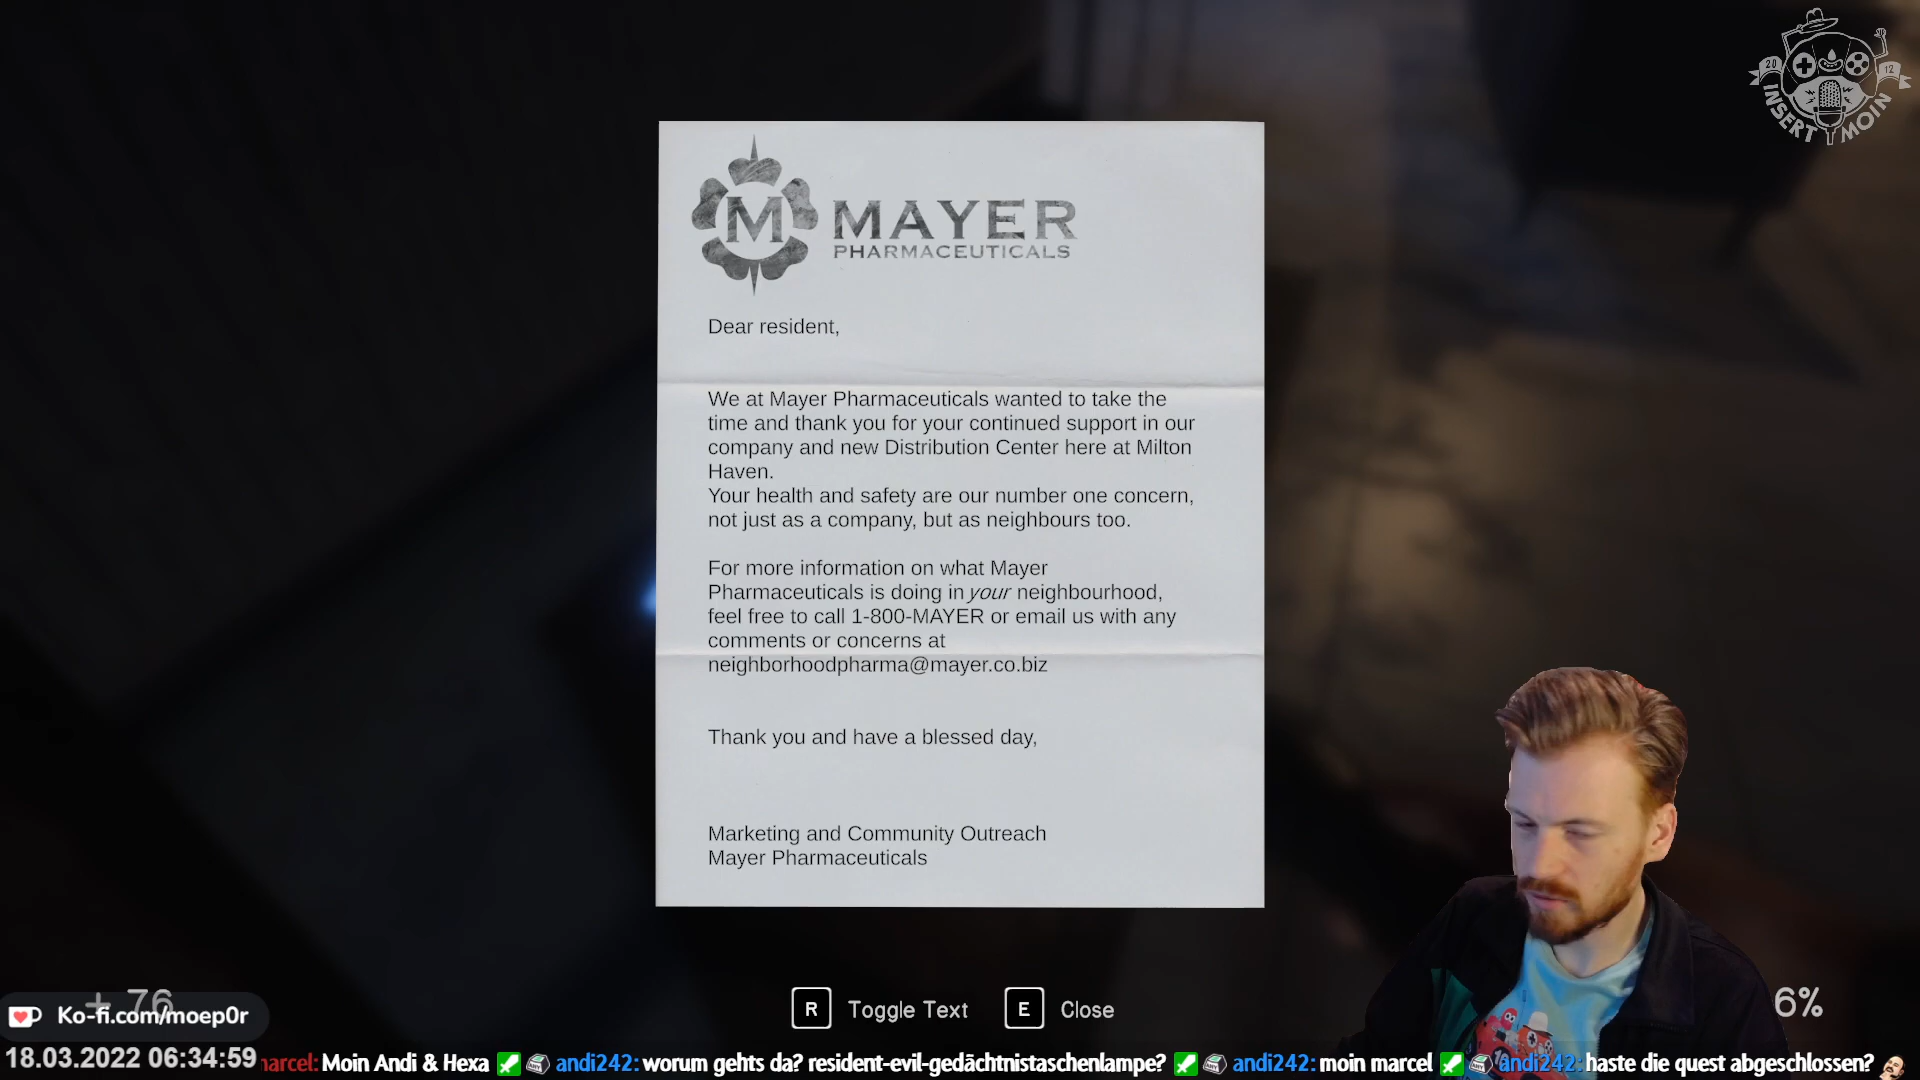 20 12
INSERT MOIN
M
MAYER
PHARMACEUTICALS
Dear resident,
We at Mayer Pharmaceuticals wanted to take the
time and thank you for your continued support in our
company and new Distribution Center here at Milton
Haven.
Your health and safety are our number one concern,
not just as a company, but as neighbours too.
For more information on what Mayer
Pharmaceuticals is doing in your neighbourhood,
feel free to call 1-800-MAYER or email us with any
comments or concerns at
neighborhoodpharma@mayer.co.biz
Thank you and have a blessed day,
Marketing and Community Outreach
Mayer Pharmaceuticals
+ 76
R Toggle Text E Close
6%
Ko-fi.com/moep0r
18.03.2022 06:34:59
marcel: Moin Andi & Hexa andi242: worum gehts da? resident-evil-gedächtnistaschenlampe? andi242: moin marcel andi242: haste die quest abgeschlossen?